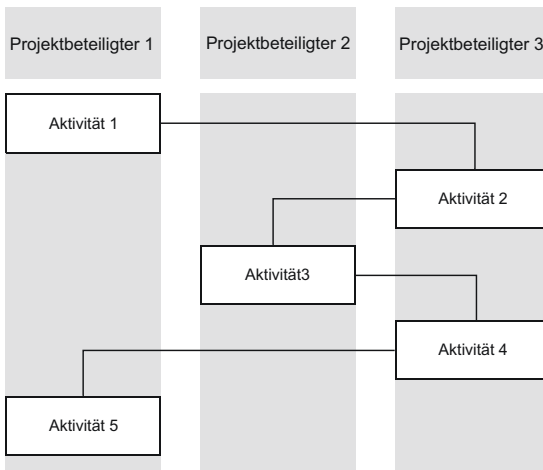 Projektbeteiligter 1
Projektbeteiligter 2
Projektbeteiligter 3
Aktivität 1
Aktivität 2
Aktivität3
Aktivität 4
Aktivität 5